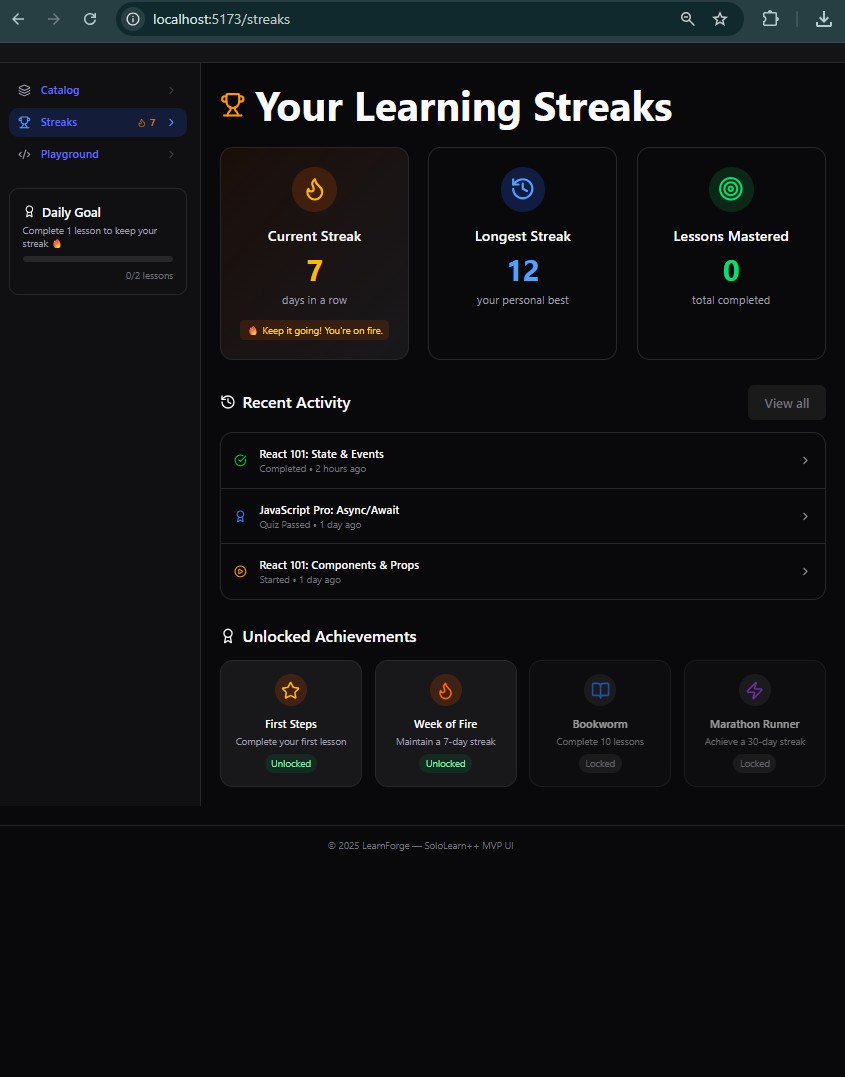 localhost:5173/streaks
Catalog
Streaks
7
Playground
Daily Goal
Complete 1 lesson to keep your
streak 🔥
0/2 lessons
Your Learning Streaks
Current Streak
7
days in a row
🔥 Keep it going! You're on fire.
Longest Streak
12
your personal best
Lessons Mastered
0
total completed
Recent Activity
View all
React 101: State & Events
Completed • 2 hours ago
JavaScript Pro: Async/Await
Quiz Passed • 1 day ago
React 101: Components & Props
Started • 1 day ago
Unlocked Achievements
First Steps
Complete your first lesson
Unlocked
Week of Fire
Maintain a 7-day streak
Unlocked
Bookworm
Complete 10 lessons
Locked
Marathon Runner
Achieve a 30-day streak
Locked
© 2025 LearnForge — SoloLearn++ MVP UI